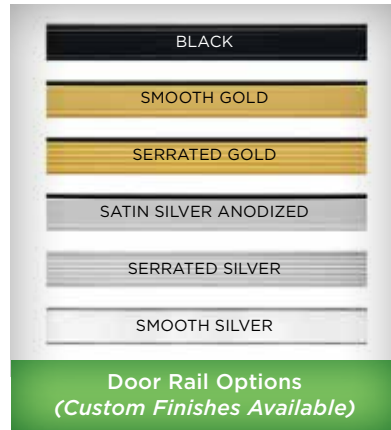 BLACK
SMOOTH GOLD
SERRATED GOLD
SATIN SILVER ANODIZED
SERRATED SILVER
SMOOTH SILVER
Door Rail Options
(Custom Finishes Available)